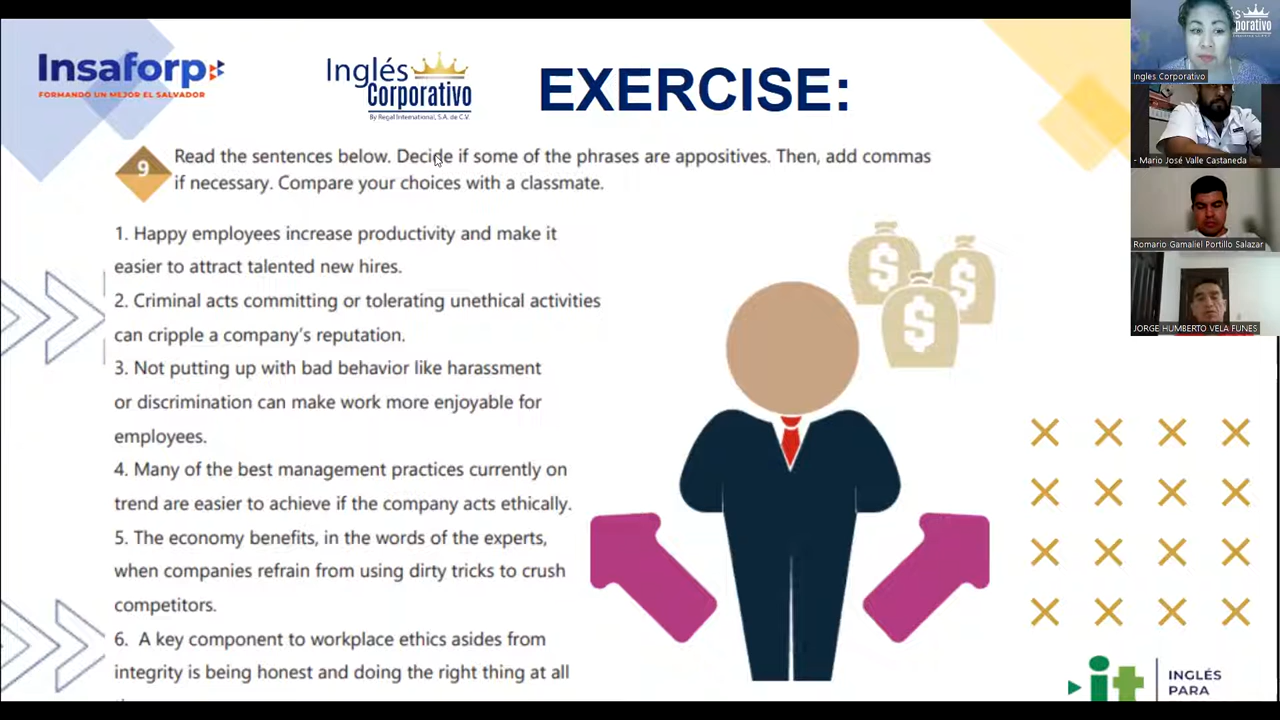 Insaforp
FORMANDO UN MEJOR EL SALVADOR
Inglés
Corporativo
By Regal International, S.A. de C.V.
EXERCISE:
9
Read the sentences below. Decide if some of the phrases are appositives. Then, add commas
if necessary. Compare your choices with a classmate.
1. Happy employees increase productivity and make it
easier to attract talented new hires.
2. Criminal acts committing or tolerating unethical activities
can cripple a company's reputation.
3. Not putting up with bad behavior like harassment
or discrimination can make work more enjoyable for
employees.
4. Many of the best management practices currently on
trend are easier to achieve if the company acts ethically.
5. The economy benefits, in the words of the experts,
when companies refrain from using dirty tricks to crush
competitors.
6. A key component to workplace ethics asides from
integrity is being honest and doing the right thing at all
$
$
$
it
INGLÉS
PARA
Ingles Corporativo
- Mario José Valle Castaneda
Romario Gamaliel Portillo Salazar
JORGE HUMBERTO VELA FUNES